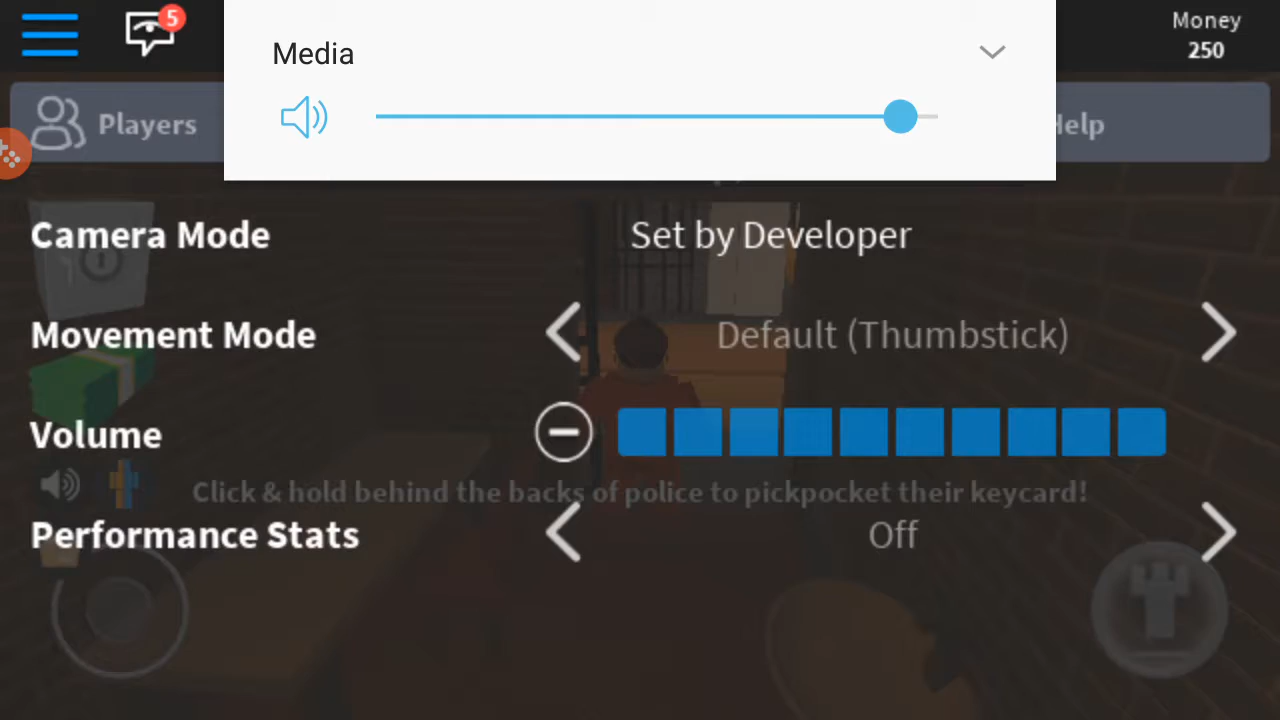 5
Media
Money
250
Players
Help
Camera Mode
Set by Developer
Movement Mode
Default (Thumbstick)
Volume
Click & hold behind the backs of police to pickpocket their keycard!
Performance Stats
Off